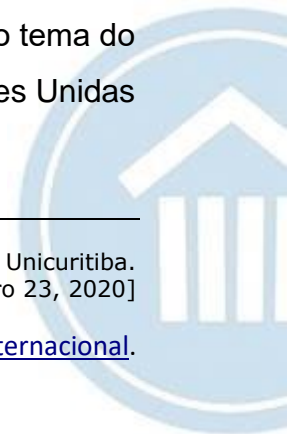 o tema do
es Unidas
Unicuritiba.
ro 23, 2020]
ternacional.